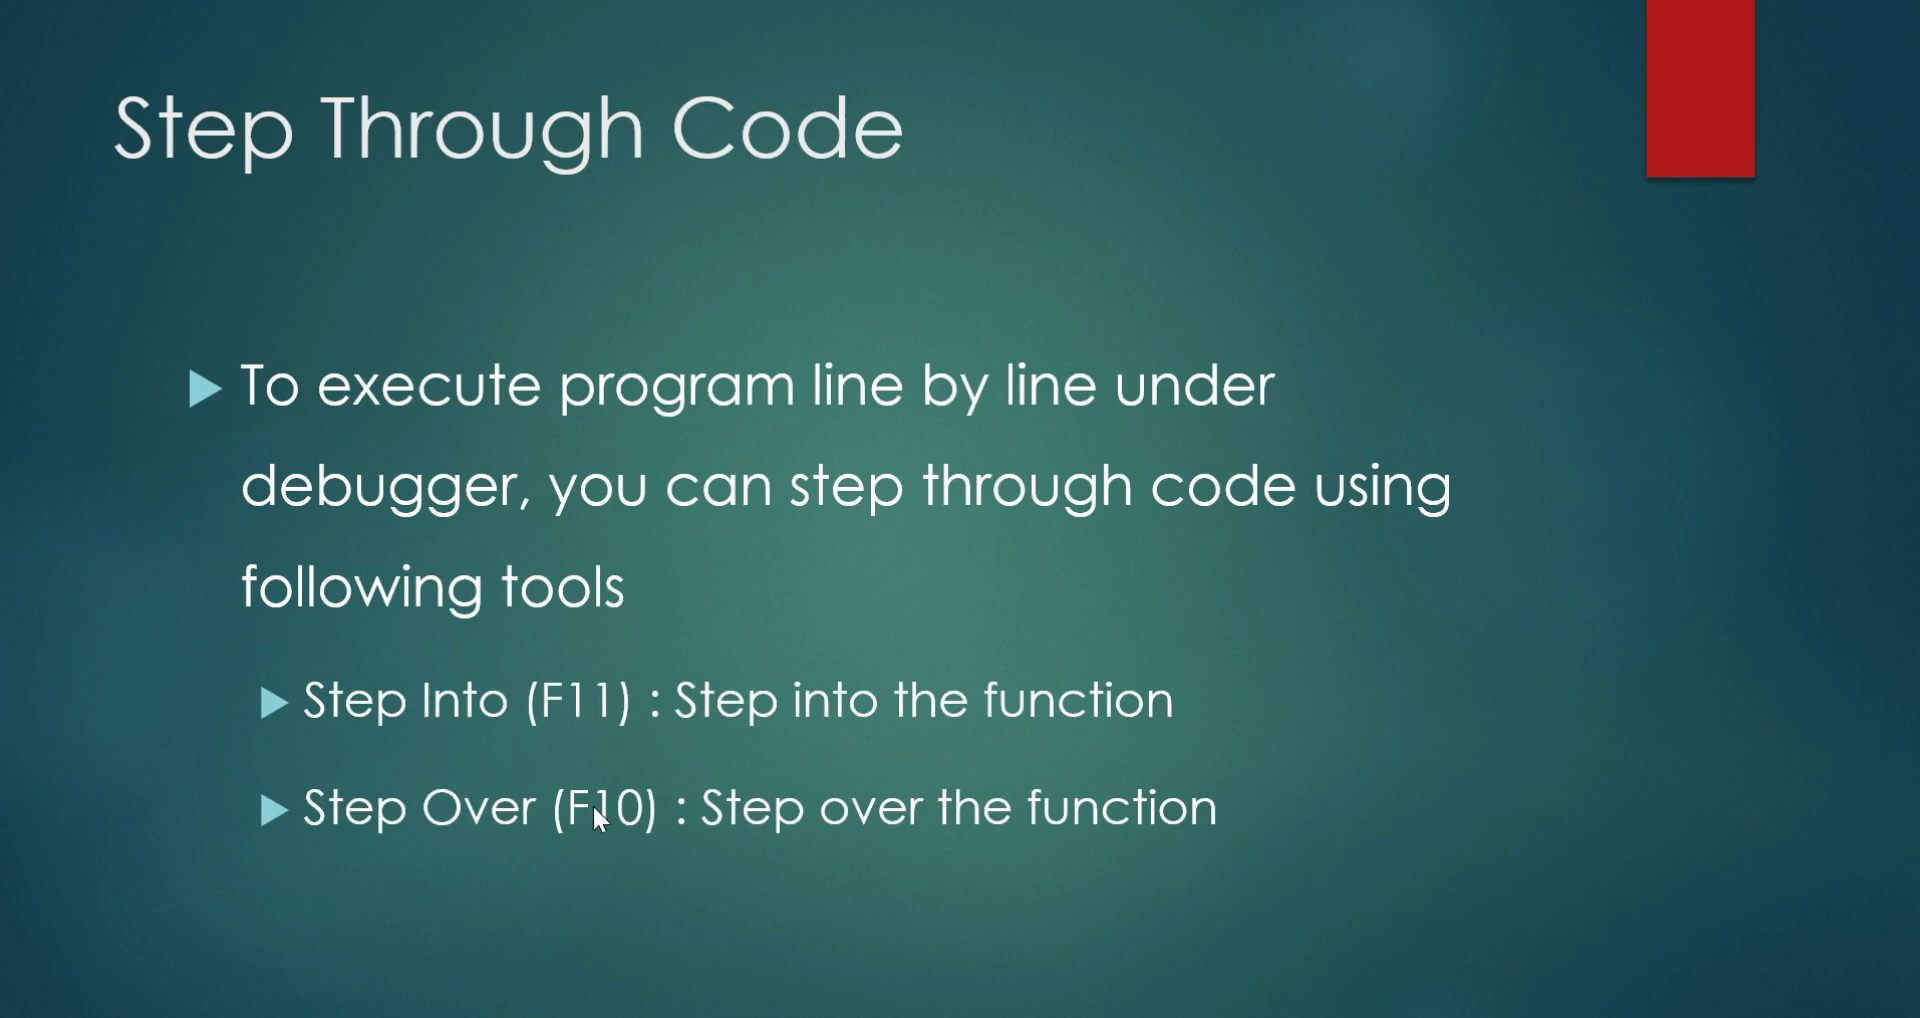 Step Through Code
To execute program line by line under
debugger, you can step through code using
following tools
Step Into (F11) : Step into the function
Step Over (F10) : Step over the function